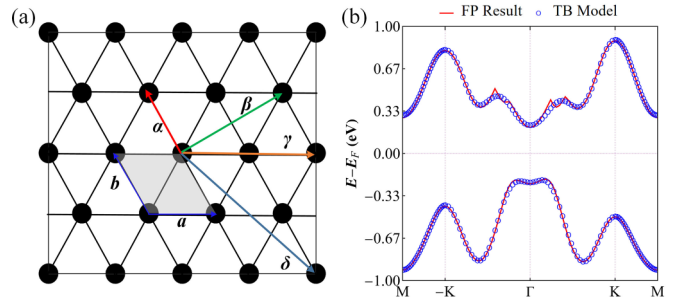 (a)
α
β
γ
b
a
δ
(b)
FP Result
TB Model
E−E_F (eV)
1.00
0.67
0.33
0.00
−0.33
−0.67
−1.00
M −K Γ K M